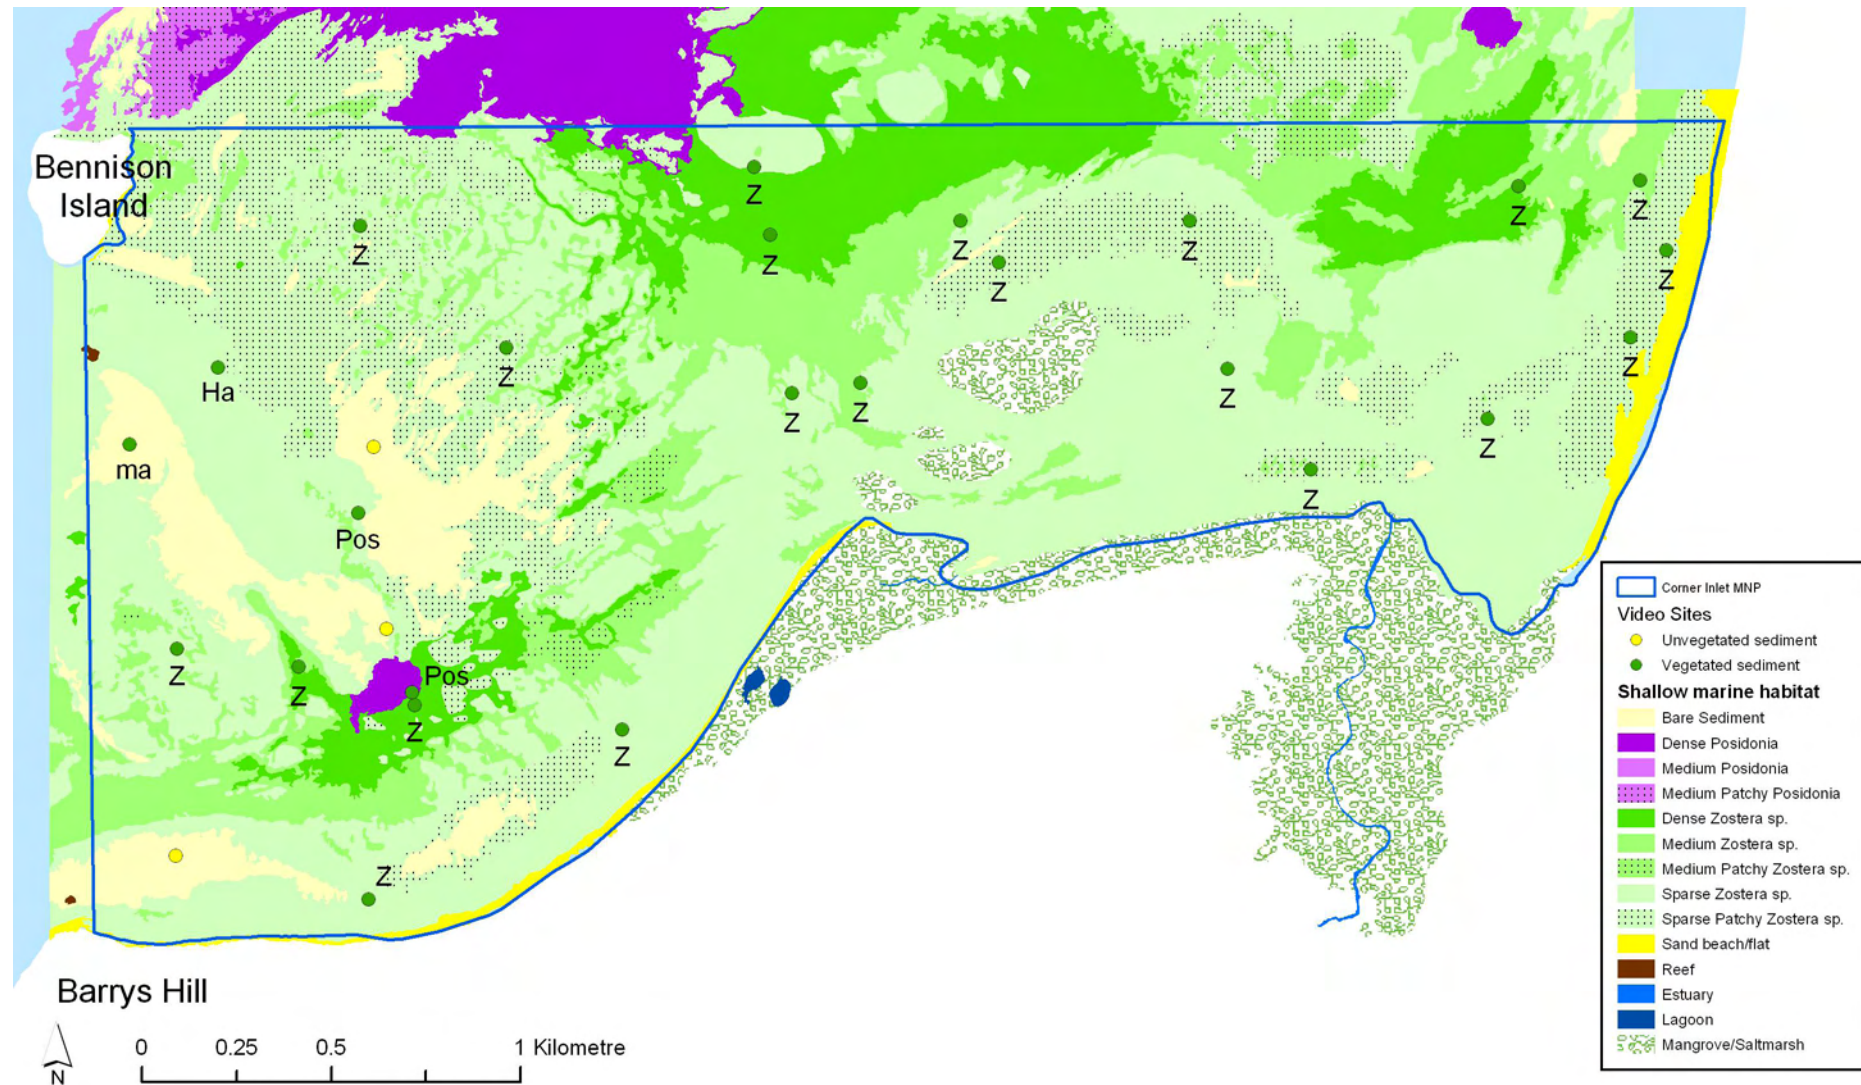 Bennison
Island
Z
Z
Z
Z
Z
Z
Z
Z
Z
Z
Z
Z
Ha
Z
Z
Z
Z
ma
Z
Pos
Z
Z
Pos
Z
Z
Z
Barrys Hill
N
0 0.25 0.5 1 Kilometre
Corner Inlet MNP
Video Sites
Unvegetated sediment
Vegetated sediment
Shallow marine habitat
Bare Sediment
Dense Posidonia
Medium Posidonia
Medium Patchy Posidonia
Dense Zostera sp.
Medium Zostera sp.
Medium Patchy Zostera sp.
Sparse Zostera sp.
Sparse Patchy Zostera sp.
Sand beach/flat
Reef
Estuary
Lagoon
Mangrove/Saltmarsh